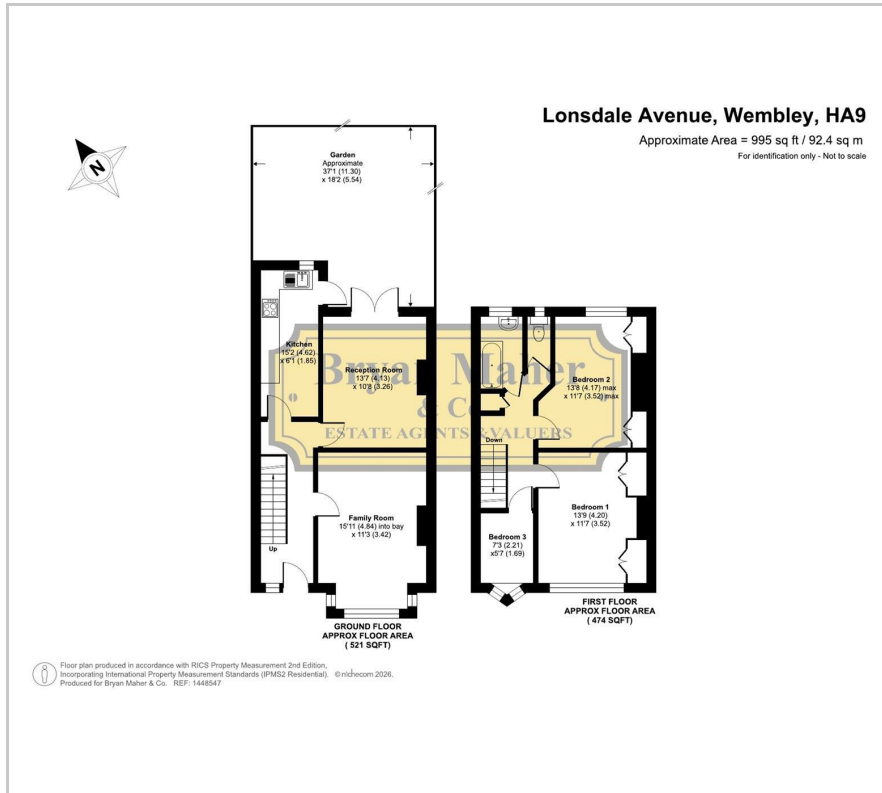 Lonsdale Avenue, Wembley, HA9
Approximate Area = 995 sq ft / 92.4 sq m
For identification only - Not to scale
N
Garden
Approximate
37'1 (11.30)
x 18'2 (5.54)
Kitchen
15'2 (4.62)
x 6'1 (1.85)
Reception Room
13'7 (4.13)
x 10'8 (3.26)
Bedroom 2
13'8 (4.17) max
x 11'7 (3.52) max
Bryan Maher
& Co
ESTATE AGENTS & VALUERS
Down
Family Room
15'11 (4.84) into bay
x 11'3 (3.42)
Up
Bedroom 1
13'9 (4.20)
x 11'7 (3.52)
Bedroom 3
7'3 (2.21)
x5'7 (1.69)
GROUND FLOOR
APPROX FLOOR AREA
( 521 SQFT)
FIRST FLOOR
APPROX FLOOR AREA
( 474 SQFT)
Floor plan produced in accordance with RICS Property Measurement 2nd Edition,
Incorporating International Property Measurement Standards (IPMS2 Residential). © nichecom 2026.
Produced for Bryan Maher & Co. REF: 1448547